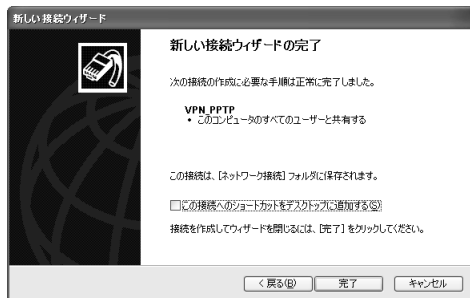 新しい接続ウィザード
新しい接続ウィザードの完了
次の接続の作成に必要な手順は正常に完了しました。
VPN_PPTP
• このコンピュータのすべてのユーザーと共有する
この接続は、[ネットワーク接続] フォルダに保存されます。
この接続へのショートカットをデスクトップに追加する(S)
接続を作成してウィザードを閉じるには、[完了] をクリックしてください。
< 戻る(B)
完了
キャンセル